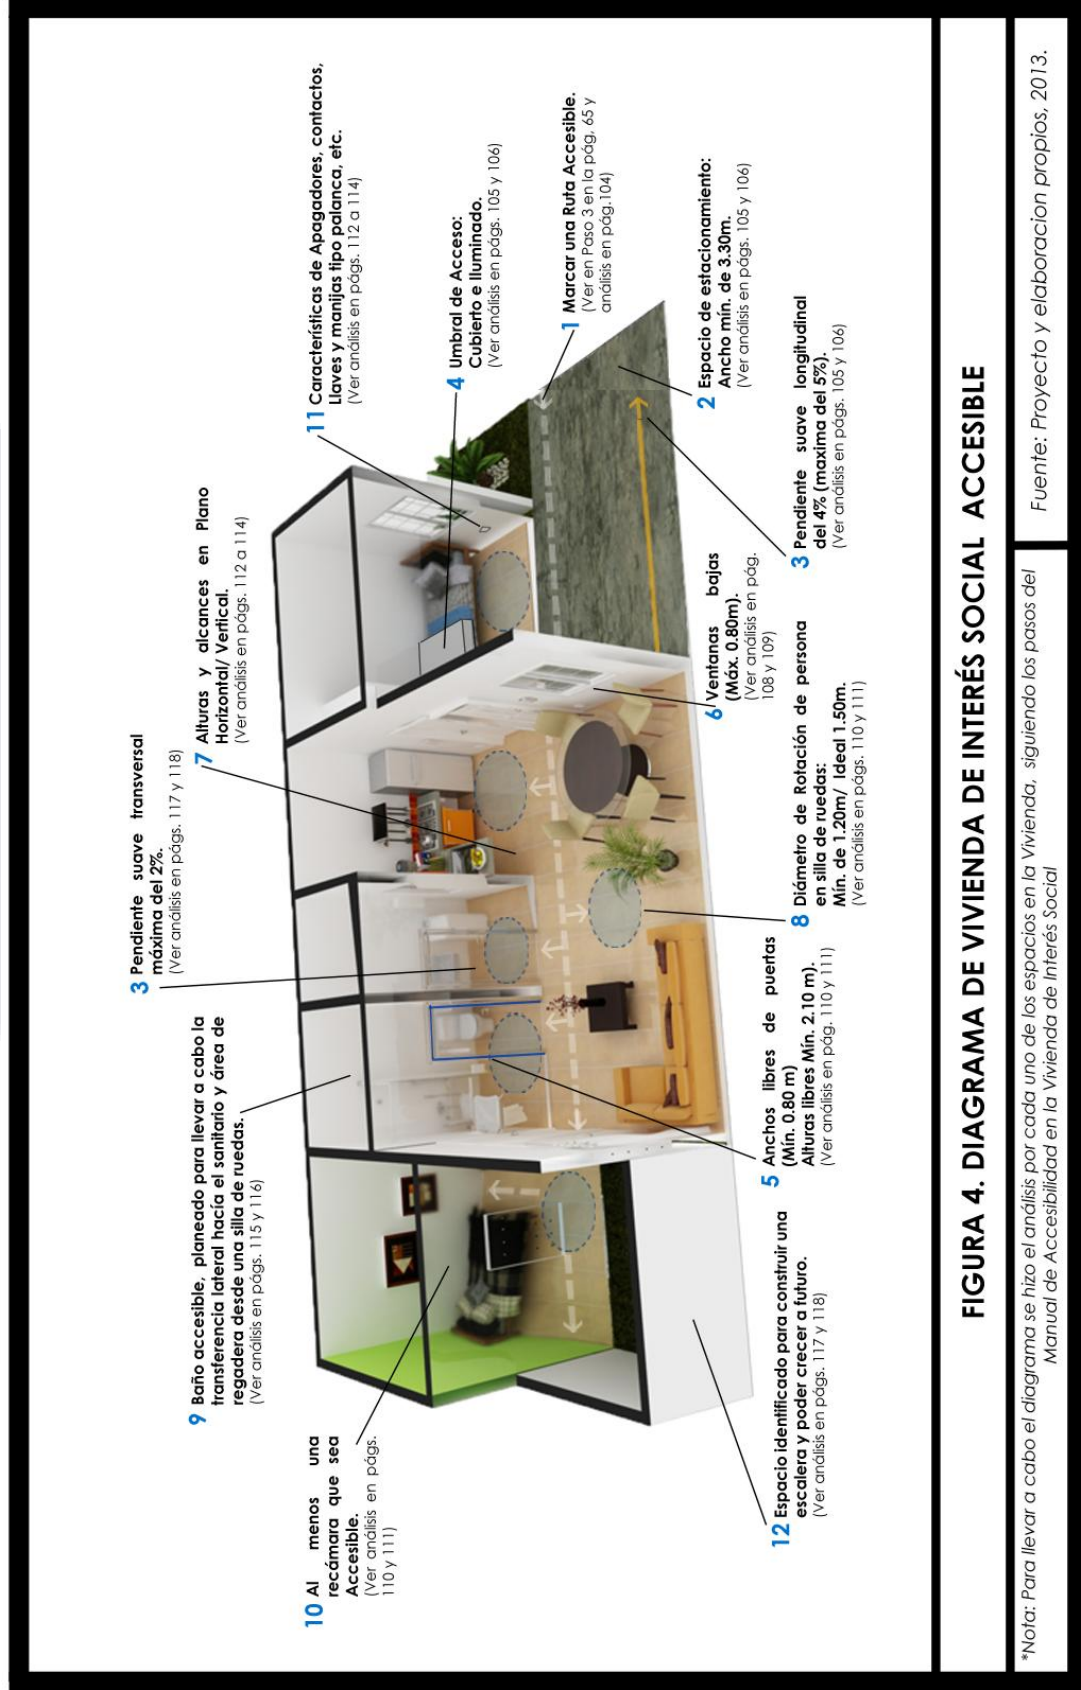 10 Al menos una
recámara que sea
Accesible.
(Ver análisis en págs.
110 y 111)
9 Baño accesible, planeado para llevar a cabo la
transferencia lateral hacía el sanitario y área de
regadera desde una silla de ruedas.
(Ver análisis en págs. 115 y 116)
3 Pendiente suave transversal
máxima del 2%.
(Ver análisis en págs. 117 y 118)
7 Alturas y alcances en Plano
Horizontal/ Vertical.
(Ver análisis en págs. 112 a 114)
11 Características de Apagadores, contactos,
Llaves y manijas tipo palanca, etc.
(Ver análisis en págs. 112 a 114)
4 Umbral de Acceso:
Cubierto e Iluminado.
(Ver análisis en págs. 105 y 106)
1 Marcar una Ruta Accesible.
(Ver en Paso 3 en la pág, 65 y
análisis en pág.104)
2 Espacio de estacionamiento:
Ancho mín. de 3.30m.
(Ver análisis en págs. 105 y 106)
3 Pendiente suave longitudinal
del 4% (maxima del 5%).
(Ver análisis en págs. 105 y 106)
6 Ventanas bajas
(Máx. 0.80m).
(Ver análisis en pág.
108 y 109)
8 Diámetro de Rotación de persona
en silla de ruedas:
Mín. de 1.20m/ Ideal 1.50m.
(Ver análisis en págs. 110 y 111)
5 Anchos libres de puertas
(Mín. 0.80 m)
Alturas libres Mín. 2.10 m).
(Ver análisis en pág. 110 y 111)
12 Espacio identificado para construir una
escalera y poder crecer a futuro.
(Ver análisis en págs. 117 y 118)
FIGURA 4. DIAGRAMA DE VIVIENDA DE INTERÉS SOCIAL ACCESIBLE
*Nota: Para llevar a cabo el diagrama se hizo el análisis por cada uno de los espacios en la Vivienda, siguiendo los pasos del
Manual de Accesibilidad en la Vivienda de Interés Social
Fuente: Proyecto y elaboracion propios, 2013.